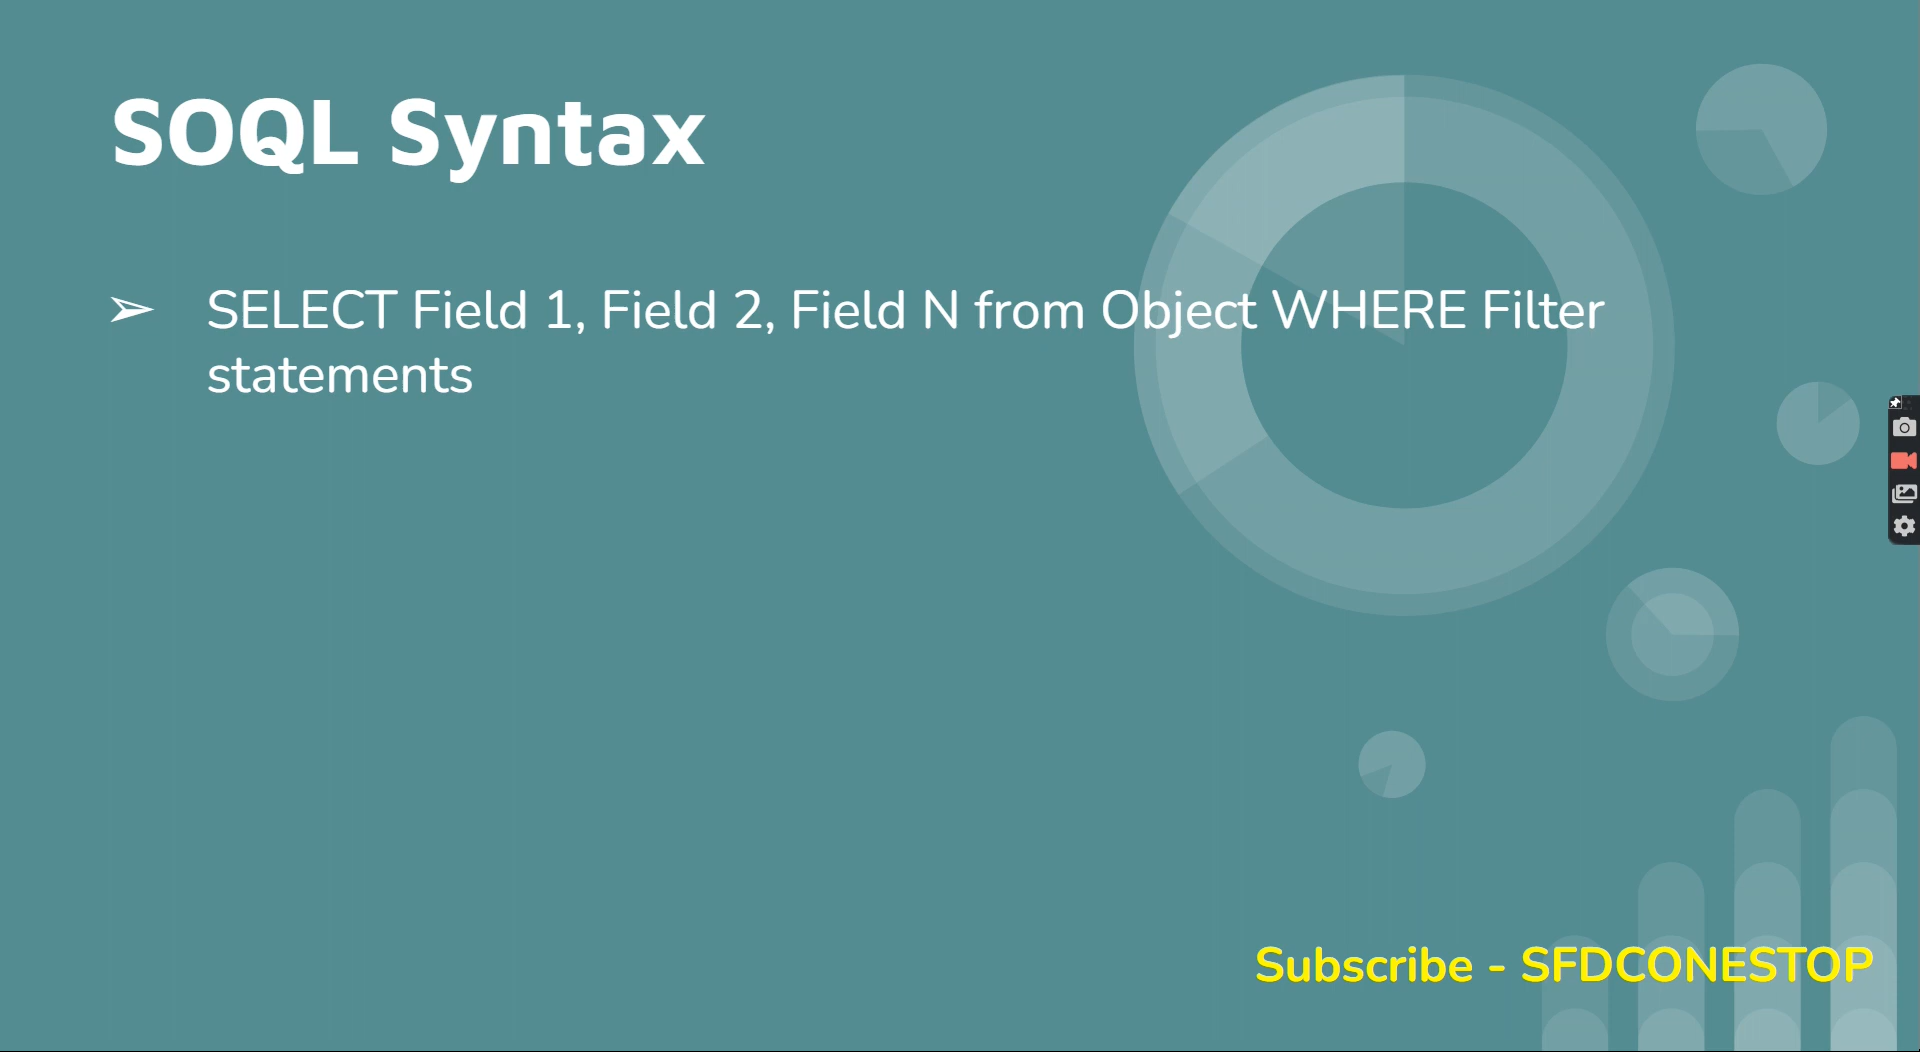 SOQL Syntax
➢ SELECT Field 1, Field 2, Field N from Object WHERE Filter
statements
Subscribe - SFDCONESTOP